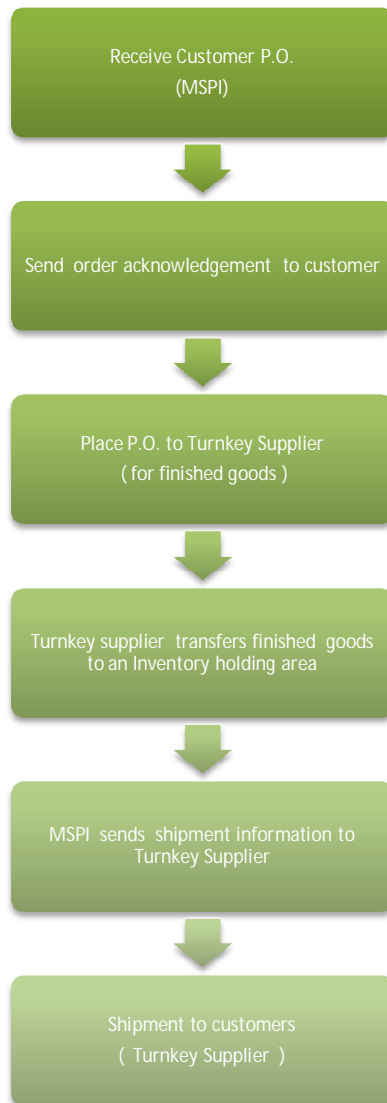 Receive Customer P.O.
(MSPI)
Send order acknowledgement to customer
Place P.O. to Turnkey Supplier
( for finished goods )
Turnkey supplier transfers finished goods
to an Inventory holding area
MSPI sends shipment information to
Turnkey Supplier
Shipment to customers
( Turnkey Supplier )